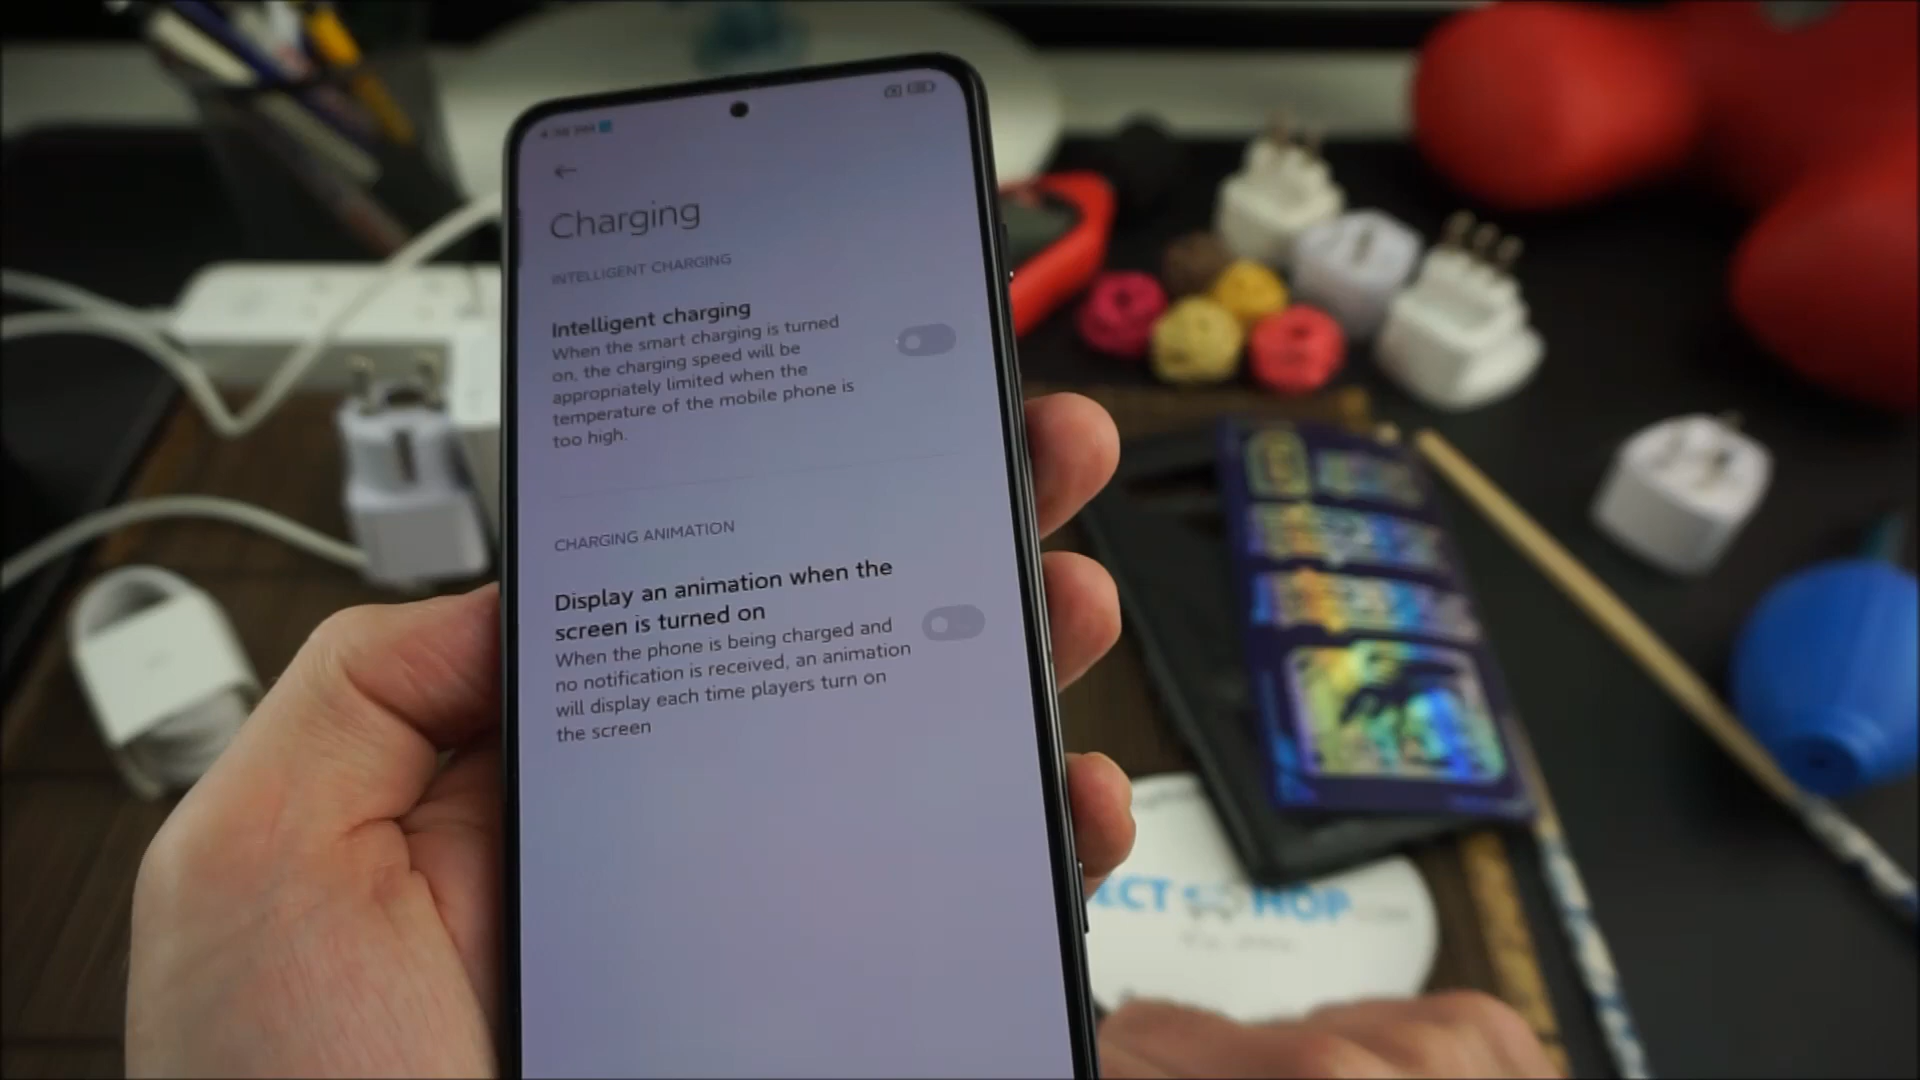 Charging
INTELLIGENT CHARGING
Intelligent charging
When the smart charging is turned
on, the charging speed will be
appropriately limited when the
temperature of the mobile phone is
too high.
CHARGING ANIMATION
Display an animation when the
screen is turned on
When the phone is being charged and
no notification is received, an animation
will display each time players turn on
the screen
ECT HOP